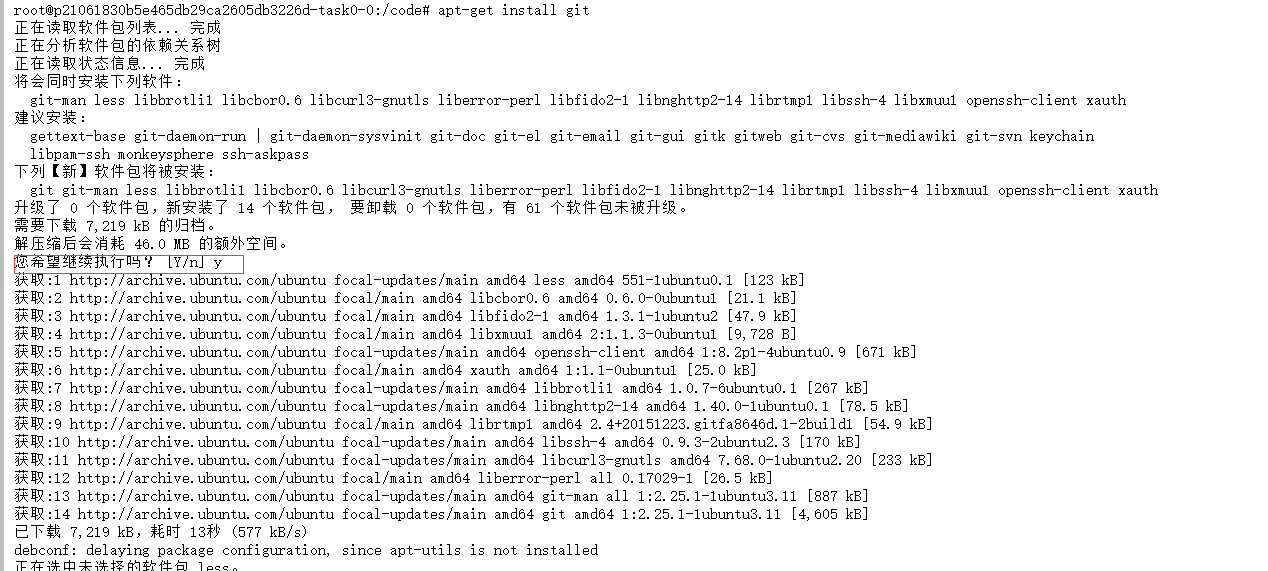 root@p21061830b5e465db29ca2605db3226d-task0-0:/code# apt-get install git
正在读取软件包列表... 完成
正在分析软件包的依赖关系树
正在读取状态信息... 完成
将会同时安装下列软件：
git-man less libbrotli1 libcbor0.6 libcurl3-gnutls liberror-perl libfido2-1 libnghttp2-14 librtmp1 libssh-4 libxmuu1 openssh-client xauth
建议安装：
gettext-base git-daemon-run | git-daemon-sysvinit git-doc git-el git-email git-gui gitk gitweb git-cvs git-mediawiki git-svn keychain
libpam-ssh monkeysphere ssh-askpass
下列【新】软件包将被安装：
git git-man less libbrotli1 libcbor0.6 libcurl3-gnutls liberror-perl libfido2-1 libnghttp2-14 librtmp1 libssh-4 libxmuu1 openssh-client xauth
升级了 0 个软件包，新安装了 14 个软件包， 要卸载 0 个软件包，有 61 个软件包未被升级。
需要下载 7,219 kB 的归档。
解压缩后会消耗 46.0 MB 的额外空间。
您希望继续执行吗？ [Y/n] y
获取:1 http://archive.ubuntu.com/ubuntu focal-updates/main amd64 less amd64 551-1ubuntu0.1 [123 kB]
获取:2 http://archive.ubuntu.com/ubuntu focal/main amd64 libcbor0.6 amd64 0.6.0-0ubuntu1 [21.1 kB]
获取:3 http://archive.ubuntu.com/ubuntu focal/main amd64 libfido2-1 amd64 1.3.1-1ubuntu2 [47.9 kB]
获取:4 http://archive.ubuntu.com/ubuntu focal/main amd64 libxmuu1 amd64 2:1.1.3-0ubuntu1 [9,728 B]
获取:5 http://archive.ubuntu.com/ubuntu focal-updates/main amd64 openssh-client amd64 1:8.2p1-4ubuntu0.9 [671 kB]
获取:6 http://archive.ubuntu.com/ubuntu focal/main amd64 xauth amd64 1:1.1-0ubuntu1 [25.0 kB]
获取:7 http://archive.ubuntu.com/ubuntu focal-updates/main amd64 libbrotli1 amd64 1.0.7-6ubuntu0.1 [267 kB]
获取:8 http://archive.ubuntu.com/ubuntu focal-updates/main amd64 libnghttp2-14 amd64 1.40.0-1ubuntu0.1 [78.5 kB]
获取:9 http://archive.ubuntu.com/ubuntu focal/main amd64 librtmp1 amd64 2.4+20151223.gitfa8646d.1-2build1 [54.9 kB]
获取:10 http://archive.ubuntu.com/ubuntu focal-updates/main amd64 libssh-4 amd64 0.9.3-2ubuntu2.3 [170 kB]
获取:11 http://archive.ubuntu.com/ubuntu focal-updates/main amd64 libcurl3-gnutls amd64 7.68.0-1ubuntu2.20 [233 kB]
获取:12 http://archive.ubuntu.com/ubuntu focal/main amd64 liberror-perl all 0.17029-1 [26.5 kB]
获取:13 http://archive.ubuntu.com/ubuntu focal-updates/main amd64 git-man all 1:2.25.1-1ubuntu3.11 [887 kB]
获取:14 http://archive.ubuntu.com/ubuntu focal-updates/main amd64 git amd64 1:2.25.1-1ubuntu3.11 [4,605 kB]
已下载 7,219 kB，耗时 13秒 (577 kB/s)
debconf: delaying package configuration, since apt-utils is not installed
正在选中未选择的软件包 less。